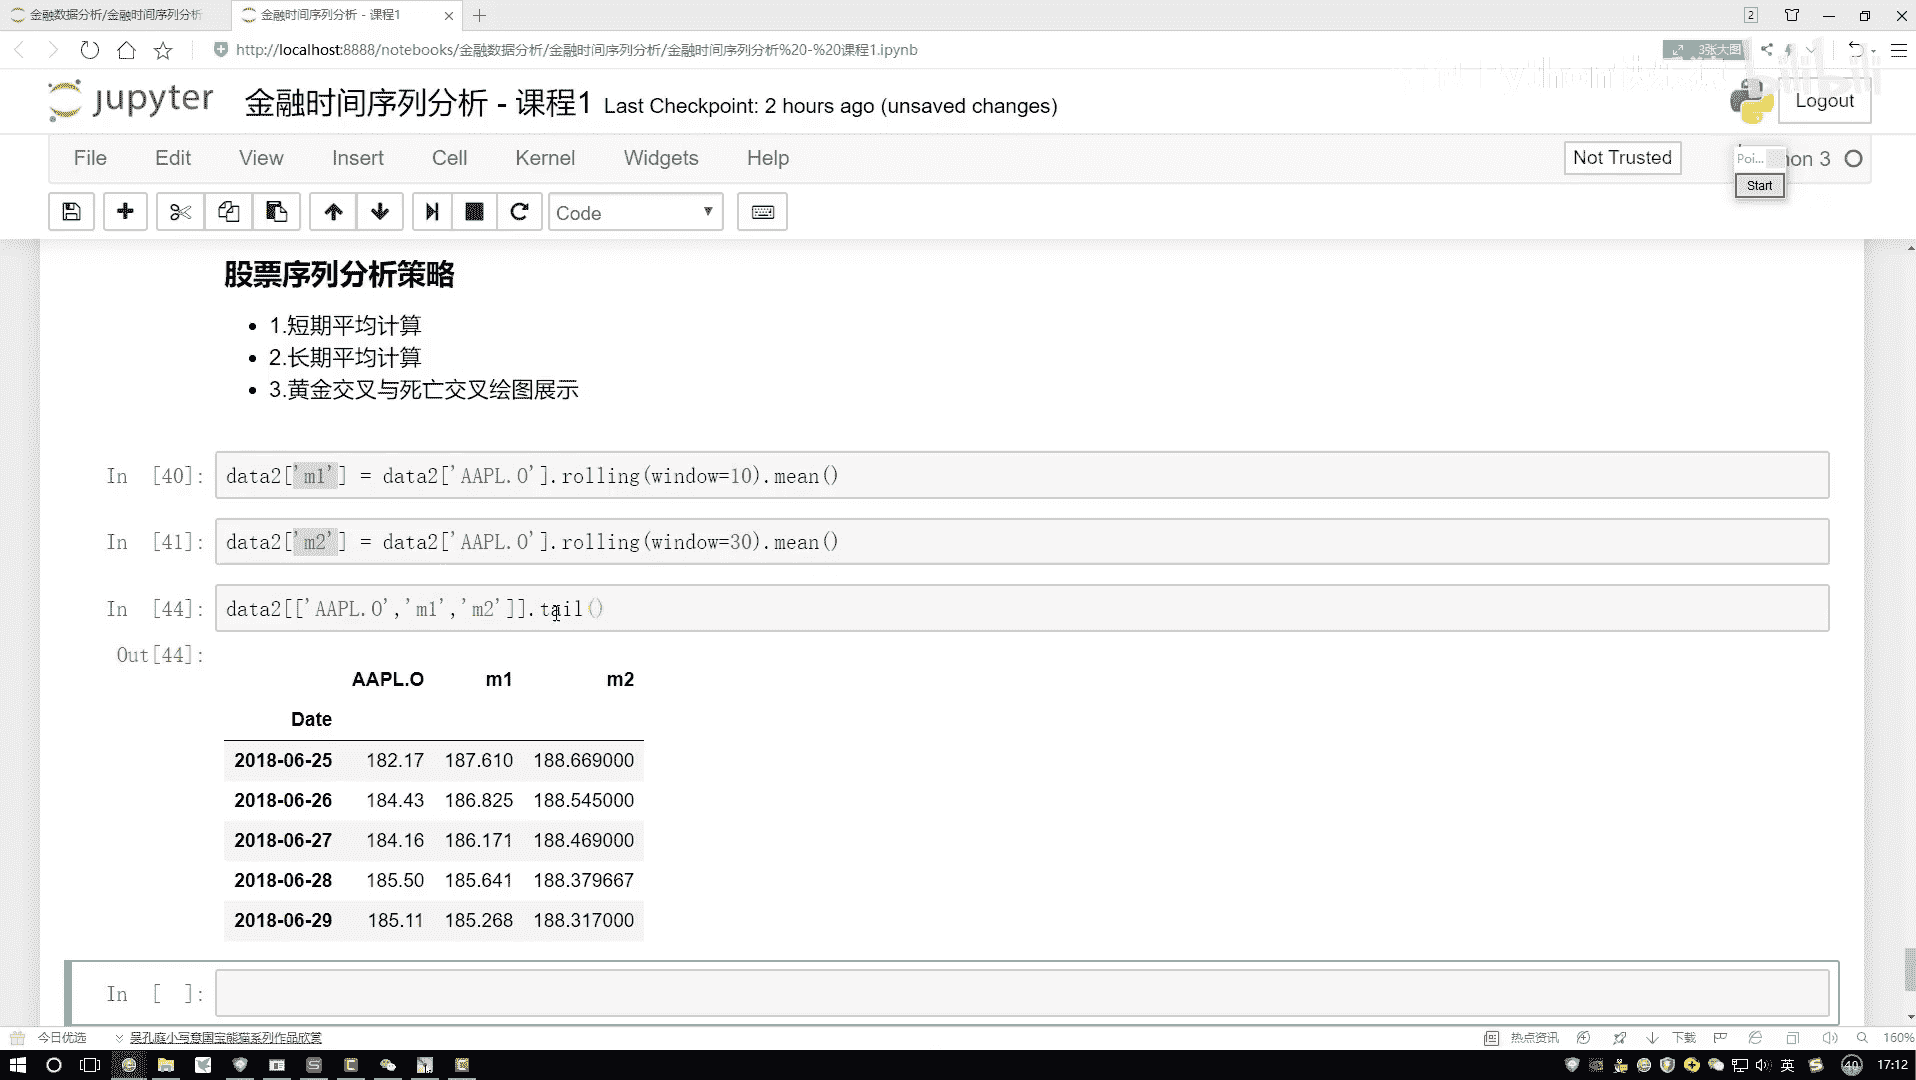 金融数据分析/金融时间序列分析
金融时间序列分析 - 课程1
2
http://localhost:8888/notebooks/金融数据分析/金融时间序列分析/金融时间序列分析%20-%20课程1.ipynb
3张大图
bilibili
jupyter
金融时间序列分析 - 课程1 Last Checkpoint: 2 hours ago (unsaved changes)
Logout
File Edit View Insert Cell Kernel Widgets Help
Not Trusted
Poi...
hon 3
Start
Code
股票序列分析策略
• 1.短期平均计算
• 2.长期平均计算
• 3.黄金交叉与死亡交叉绘图展示
In [40]: data2['m1'] = data2['AAPL.O'].rolling(window=10).mean()
In [41]: data2['m2'] = data2['AAPL.O'].rolling(window=30).mean()
In [44]: data2[['AAPL.O','m1','m2']].tail()
Out[44]:
AAPL.O m1 m2
Date
2018-06-25 182.17 187.610 188.669000
2018-06-26 184.43 186.825 188.545000
2018-06-27 184.16 186.171 188.469000
2018-06-28 185.50 185.641 188.379667
2018-06-29 185.11 185.268 188.317000
In [ ]:
今日优选
吴孔庭小写意国宝能猫系列作品欣赏
热点资讯
下载
160%
英
40
17:12